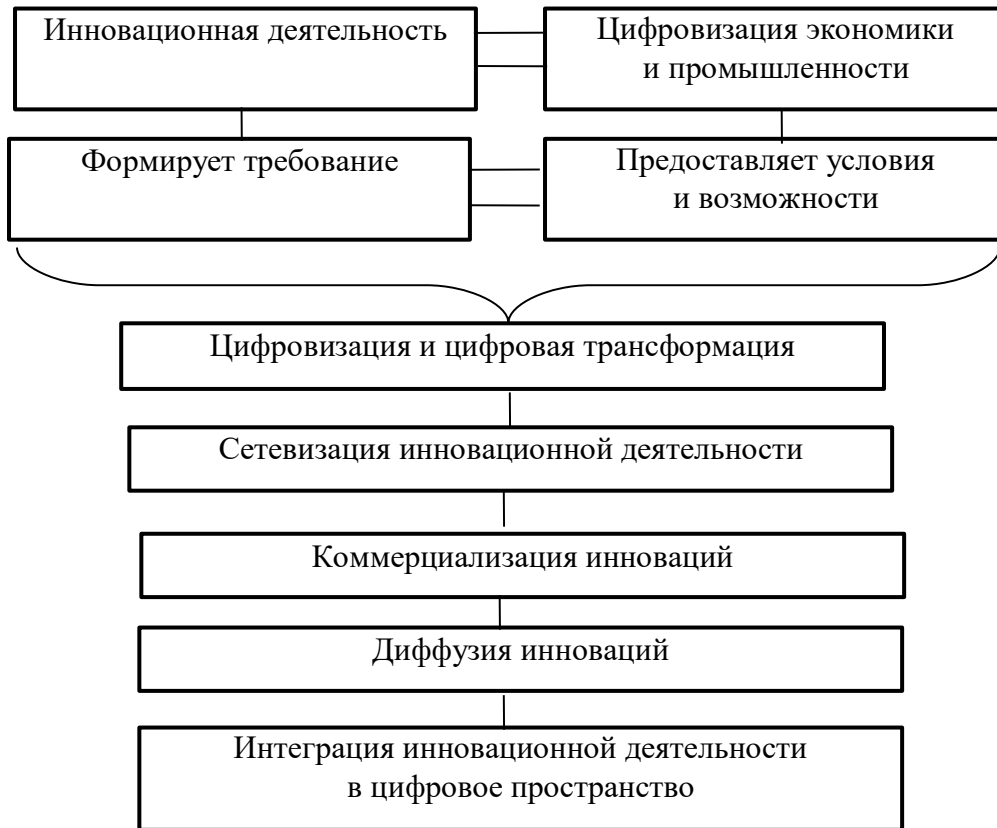 Инновационная деятельность
Цифровизация экономики
и промышленности
Формирует требование
Предоставляет условия
и возможности
Цифровизация и цифровая трансформация
Сетевизация инновационной деятельности
Коммерциализация инноваций
Диффузия инноваций
Интеграция инновационной деятельности
в цифровое пространство